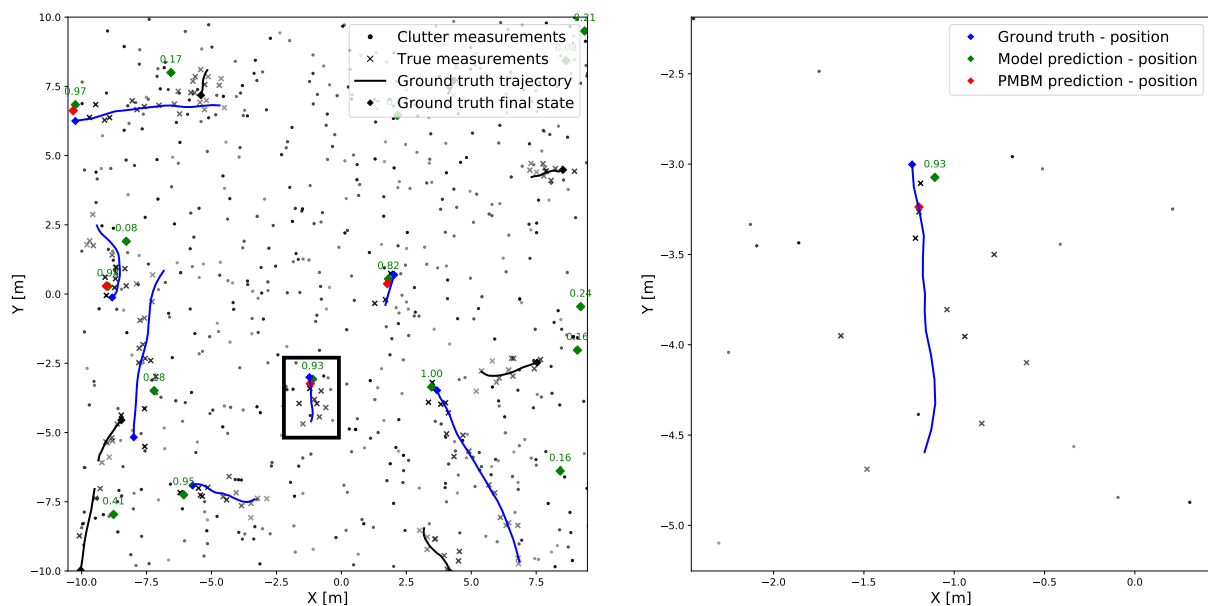 10.0
7.5
5.0
2.5
0.0
−2.5
−5.0
−7.5
−10.0
Y [m]
−10.0 −7.5 −5.0 −2.5 0.0 2.5 5.0 7.5
X [m]
Clutter measurements
True measurements
Ground truth trajectory
Ground truth final state
0.21
0.17
0.97
0.08
0.82
0.24
0.16
0.93
1.00
0.16
0.95
0.41
−2.5
−3.0
−3.5
−4.0
−4.5
−5.0
Y [m]
−2.0 −1.5 −1.0 −0.5 0.0
X [m]
Ground truth - position
Model prediction - position
PMBM prediction - position
0.93